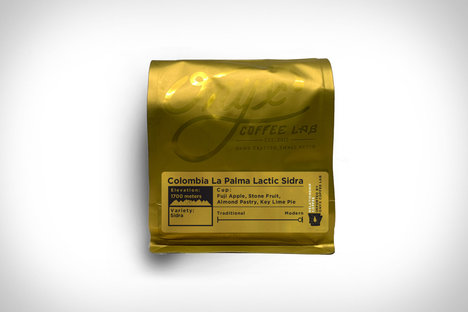 Onyx
COFFEE LAB
Colombia La Palma Lactic Sidra
Elevation:
1700 meters
Cup:
Fuji Apple, Stone Fruit,
Almond Pastry, Key Lime Pie
Variety:
Sidra
Traditional
Modern